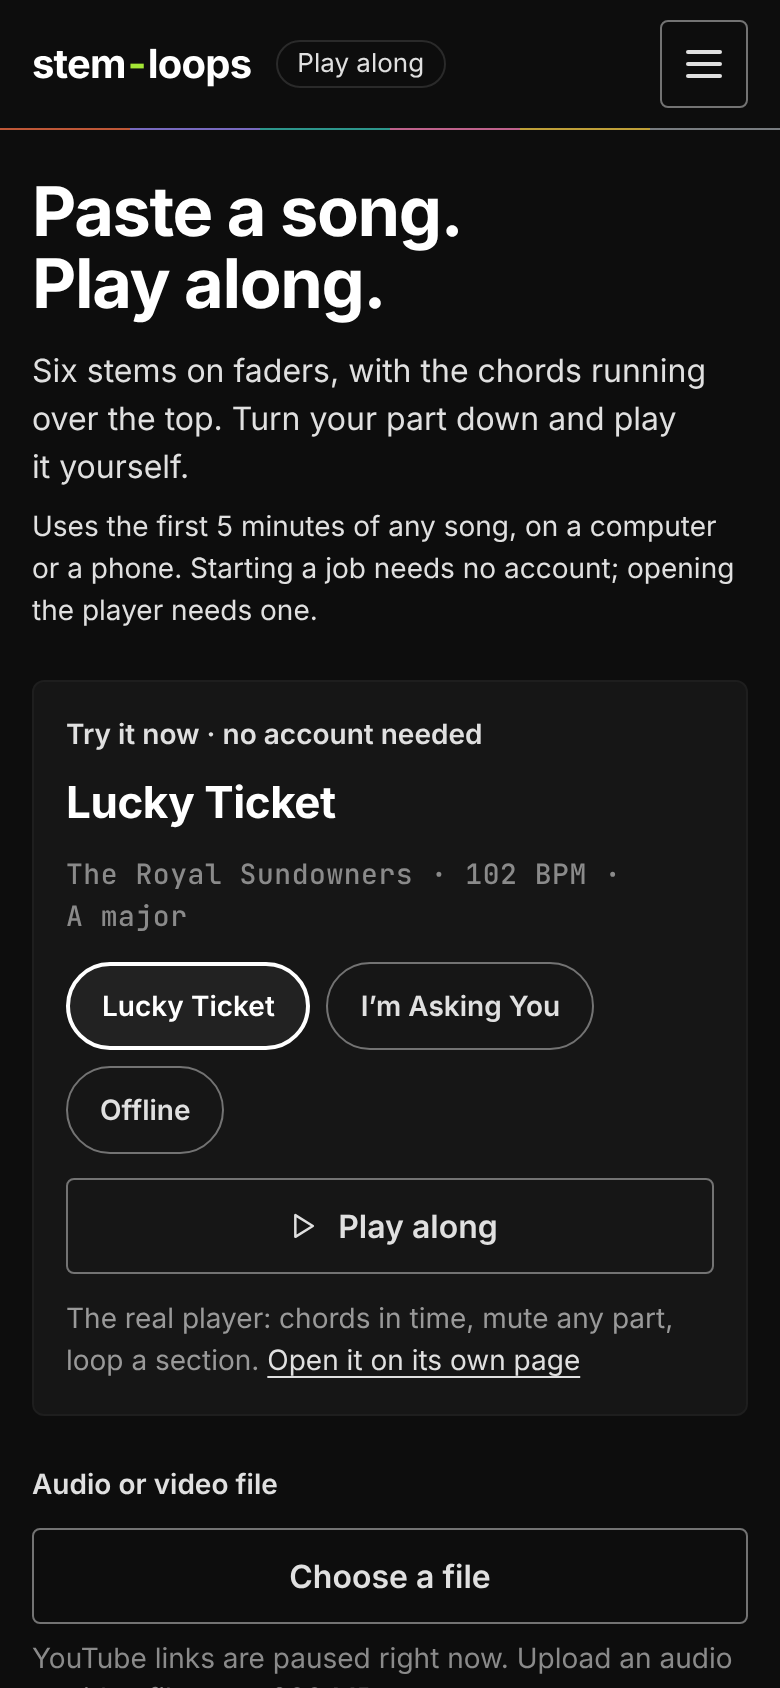 stem-loops
Play along
Paste a song.
Play along.
Six stems on faders, with the chords running
over the top. Turn your part down and play
it yourself.
Uses the first 5 minutes of any song, on a computer
or a phone. Starting a job needs no account; opening
the player needs one.
Try it now · no account needed
Lucky Ticket
The Royal Sundowners · 102 BPM ·
A major
Lucky Ticket
I’m Asking You
Offline
Play along
The real player: chords in time, mute any part,
loop a section. Open it on its own page
Audio or video file
Choose a file
YouTube links are paused right now. Upload an audio